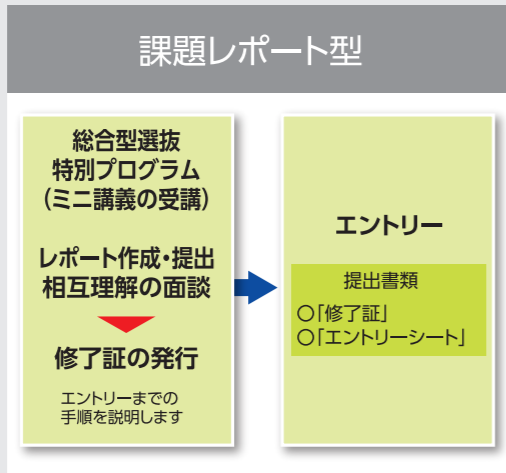 課題レポート型
総合型選抜
特別プログラム
(ミニ講義の受講)
レポート作成・提出
相互理解の面談
修了証の発行
エントリーまでの
手順を説明します
エントリー
提出書類
○「修了証」
○「エントリーシート」